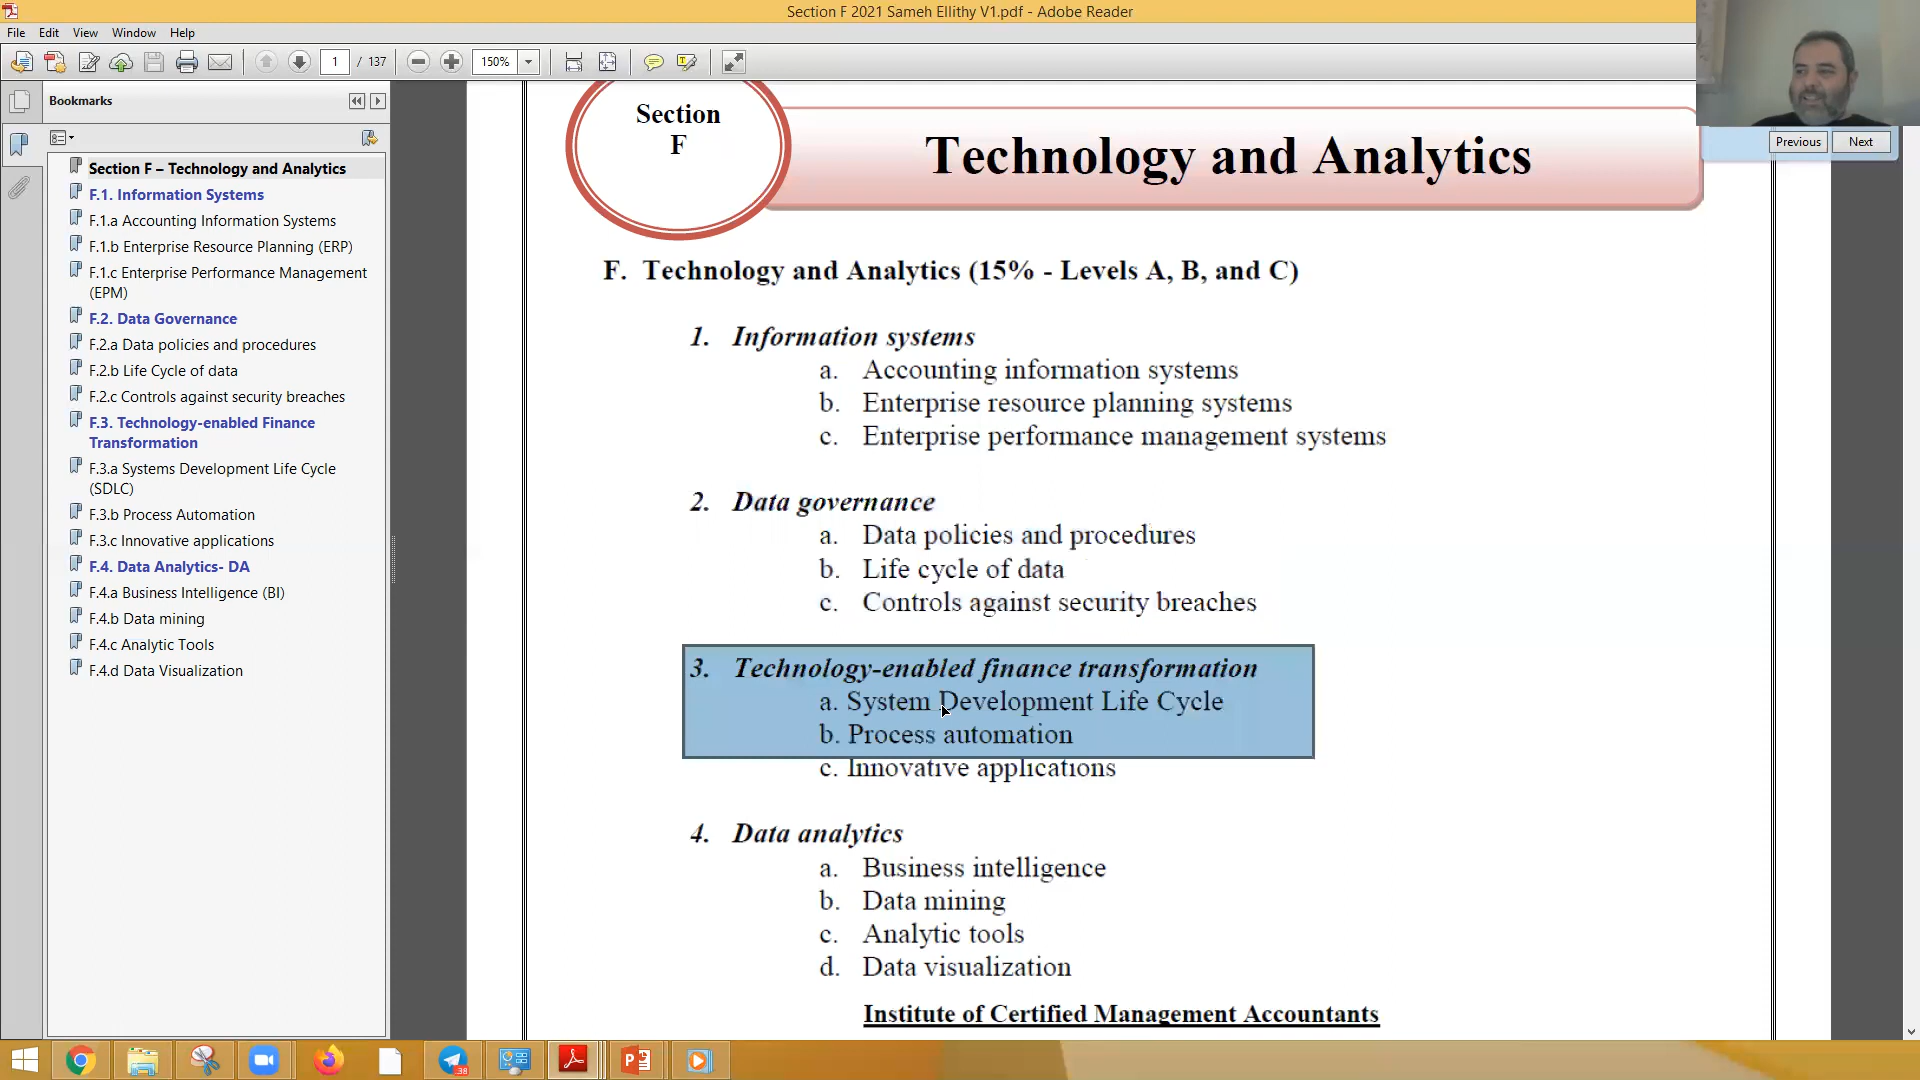 Section F 2021 Sameh Ellithy V1.pdf - Adobe Reader
File Edit View Window Help
1 / 137 150%
Bookmarks
Section F – Technology and Analytics
F.1. Information Systems
F.1.a Accounting Information Systems
F.1.b Enterprise Resource Planning (ERP)
F.1.c Enterprise Performance Management
(EPM)
F.2. Data Governance
F.2.a Data policies and procedures
F.2.b Life Cycle of data
F.2.c Controls against security breaches
F.3. Technology-enabled Finance
Transformation
F.3.a Systems Development Life Cycle
(SDLC)
F.3.b Process Automation
F.3.c Innovative applications
F.4. Data Analytics- DA
F.4.a Business Intelligence (BI)
F.4.b Data mining
F.4.c Analytic Tools
F.4.d Data Visualization
Previous Next
Section
F
Technology and Analytics
F. Technology and Analytics (15% - Levels A, B, and C)
1. Information systems
a. Accounting information systems
b. Enterprise resource planning systems
c. Enterprise performance management systems
2. Data governance
a. Data policies and procedures
b. Life cycle of data
c. Controls against security breaches
3. Technology-enabled finance transformation
a. System Development Life Cycle
b. Process automation
c. Innovative applications
4. Data analytics
a. Business intelligence
b. Data mining
c. Analytic tools
d. Data visualization
Institute of Certified Management Accountants
38